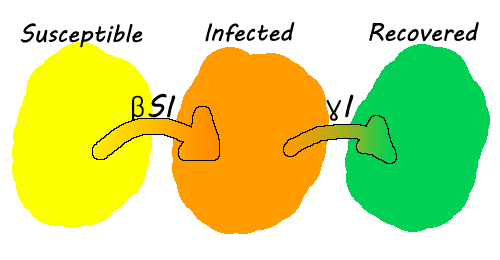 Susceptible
Infected
Recovered
βSI
γI